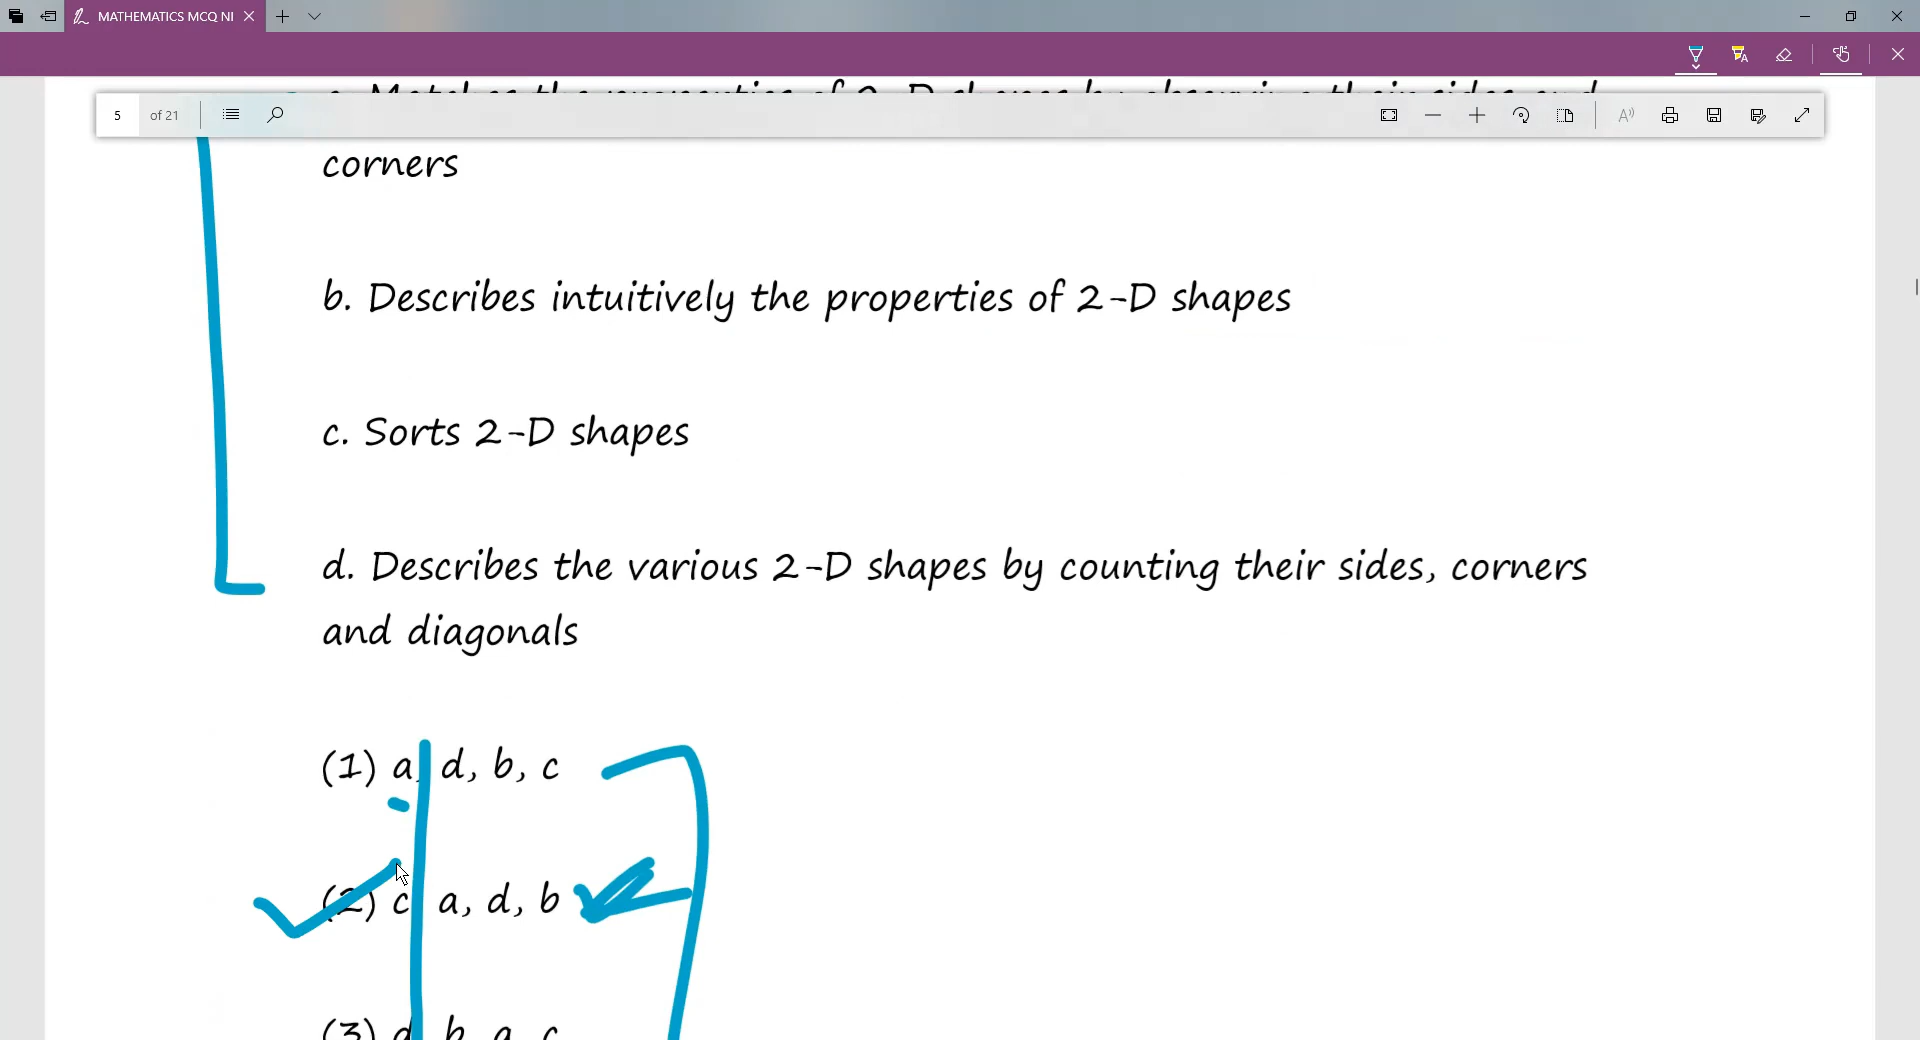 MATHEMATICS MCQ NI
5 of 21
corners
b. Describes intuitively the properties of 2-D shapes
c. Sorts 2-D shapes
d. Describes the various 2-D shapes by counting their sides, corners
and diagonals
(1) a, d, b, c
(2) c, a, d, b
(3) d, b, a, c